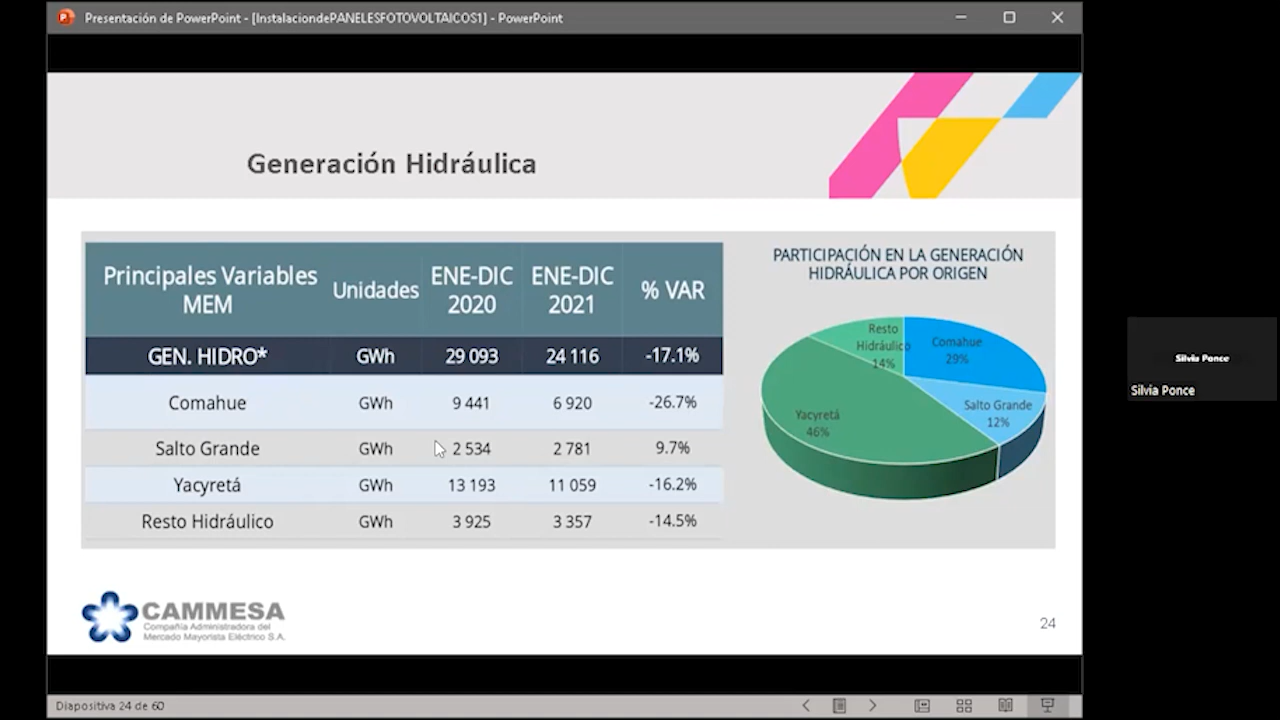 Presentación de PowerPoint - [InstalaciondePANELESFOTOVOLTAICOS1] - PowerPoint
Generación Hidráulica
Principales Variables MEM Unidades ENE-DIC 2020 ENE-DIC 2021 % VAR
GEN. HIDRO* GWh 29 093 24 116 -17.1%
Comahue GWh 9 441 6 920 -26.7%
Salto Grande GWh 2 534 2 781 9.7%
Yacyretá GWh 13 193 11 059 -16.2%
Resto Hidráulico GWh 3 925 3 357 -14.5%
PARTICIPACIÓN EN LA GENERACIÓN
HIDRÁULICA POR ORIGEN
Resto
Hidráulico
14%
Comahue
29%
Salto Grande
12%
Yacyretá
46%
CAMMESA
Compañía Administradora del
Mercado Mayorista Eléctrico S.A.
24
Silvia Ponce
Silvia Ponce
Diapositiva 24 de 60